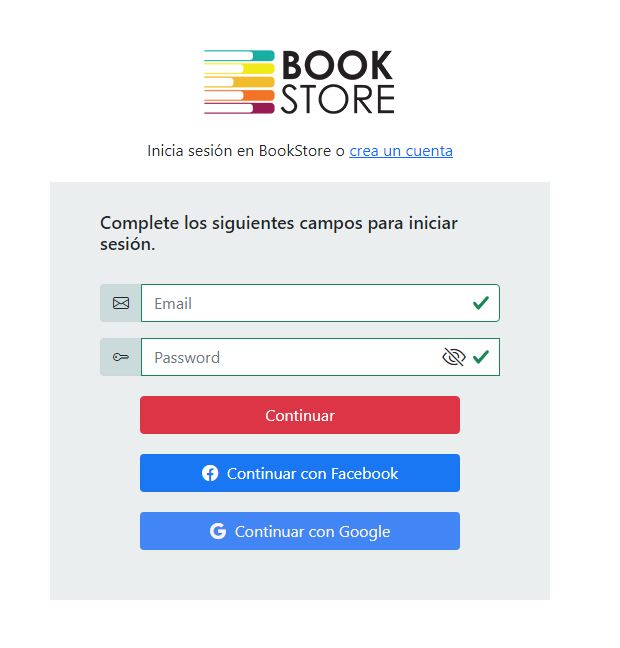 BOOK
STORE
Inicia sesión en BookStore o crea un cuenta
Complete los siguientes campos para iniciar
sesión.
Email
Password
Continuar
Continuar con Facebook
Continuar con Google